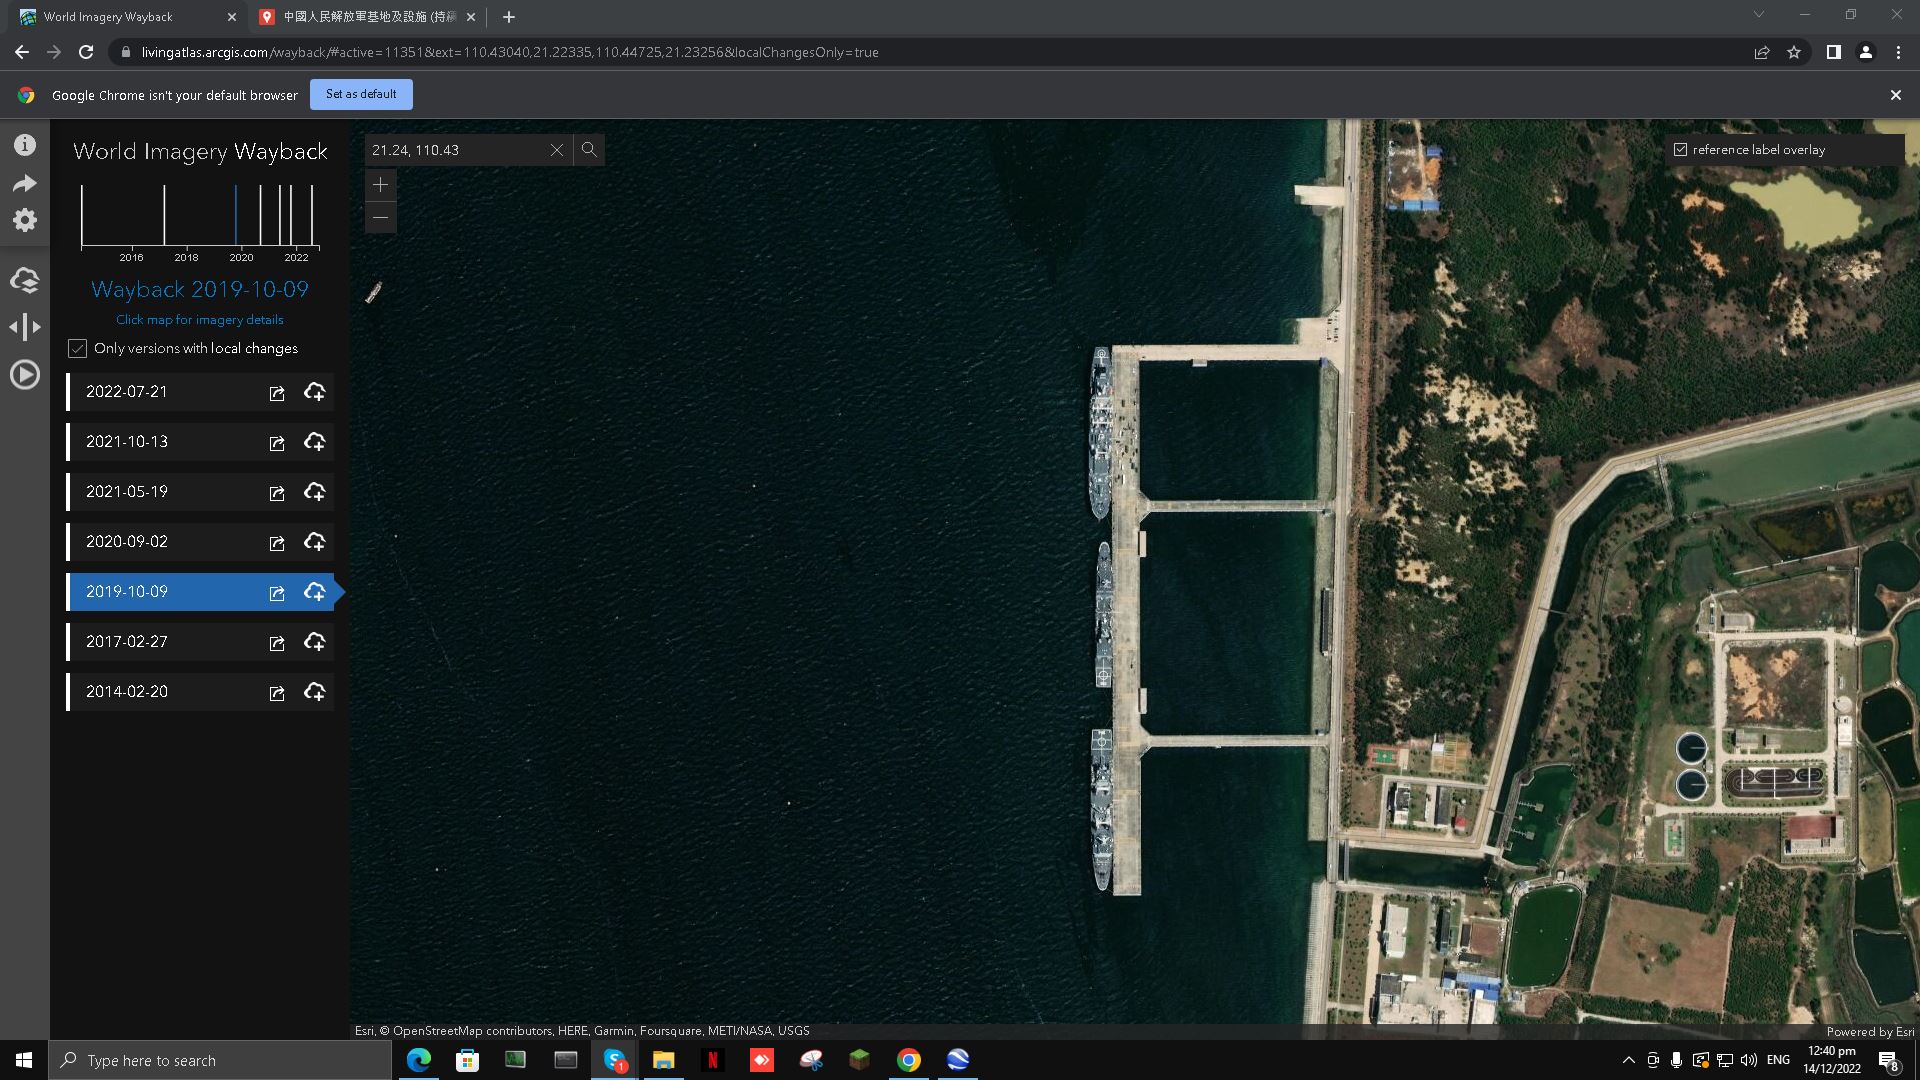 World Imagery Wayback
中國人民解放軍基地及設施 (持續
livingatlas.arcgis.com/wayback/#active=11351&ext=110.43040,21.22335,110.44725,21.23256&localChangesOnly=true
Google Chrome isn't your default browser
Set as default
World Imagery Wayback
21.24, 110.43
reference label overlay
2016 2018 2020 2022
Wayback 2019-10-09
Click map for imagery details
Only versions with local changes
2022-07-21
2021-10-13
2021-05-19
2020-09-02
2019-10-09
2017-02-27
2014-02-20
Esri, © OpenStreetMap contributors, HERE, Garmin, Foursquare, METI/NASA, USGS
Powered by Esri
Type here to search
ENG
12:40 pm
14/12/2022
8